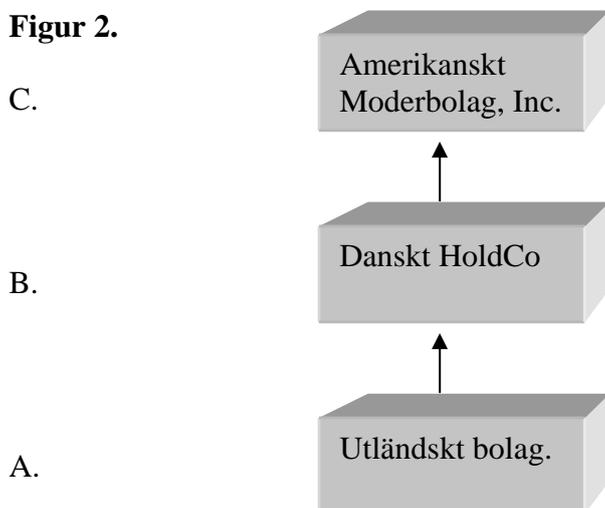 Figur 2.
C.
Amerikanskt
Moderbolag, Inc.
B.
Danskt HoldCo
A.
Utländskt bolag.